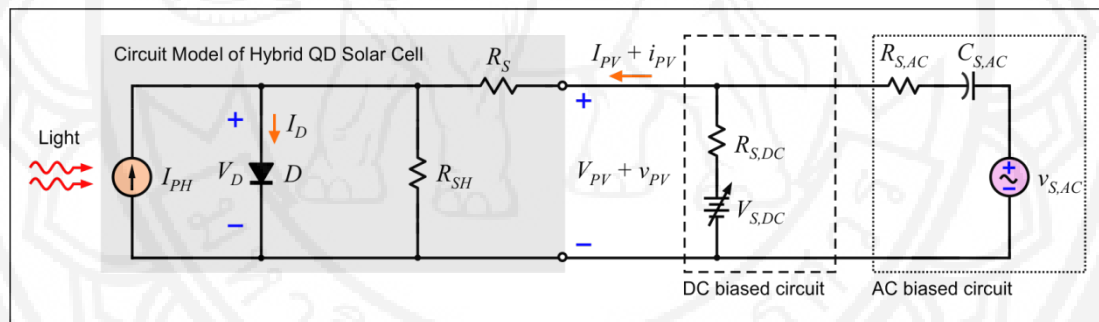 Circuit Model of Hybrid QD Solar Cell
R_S
I_PV + i_PV
R_S,AC
C_S,AC
+
I_D
+
Light
I_PH
V_D
D
R_SH
V_PV + v_PV
R_S,DC
V_S,DC
+
−
v_S,AC
−
−
DC biased circuit
AC biased circuit